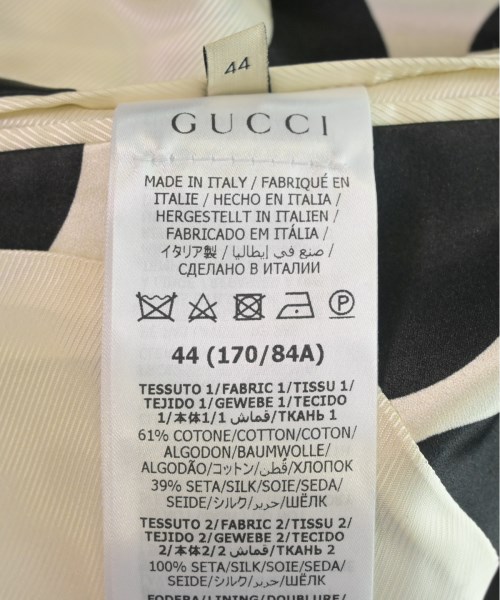 44
GUCCI
MADE IN ITALY / FABRIQUÉ EN
ITALIE / HECHO EN ITALIA /
HERGESTELLT IN ITALIEN /
FABRICADO EM ITÁLIA /
イタリア製 / صنع في إيطاليا /
СДЕЛАНО В ИТАЛИИ
P
44 (170/84A)
TESSUTO 1/FABRIC 1/TISSU 1/
TEJIDO 1/GEWEBE 1/TECIDO
1/本体1/1 قماش/ТКАНЬ 1
61% COTONE/COTTON/COTON/
ALGODON/BAUMWOLLE/
ALGODÃO/コットン/قطن/ХЛОПОК
39% SETA/SILK/SOIE/SEDA/
SEIDE/シルク/حرير/ШЁЛК
TESSUTO 2/FABRIC 2/TISSU 2/
TEJIDO 2/GEWEBE 2/TECIDO
2/本体2/2 قماش/ТКАНЬ 2
100% SETA/SILK/SOIE/SEDA/
SEIDE/シルク/حرير/ШЁЛК
FODERA/LINING/DOUBLURE/